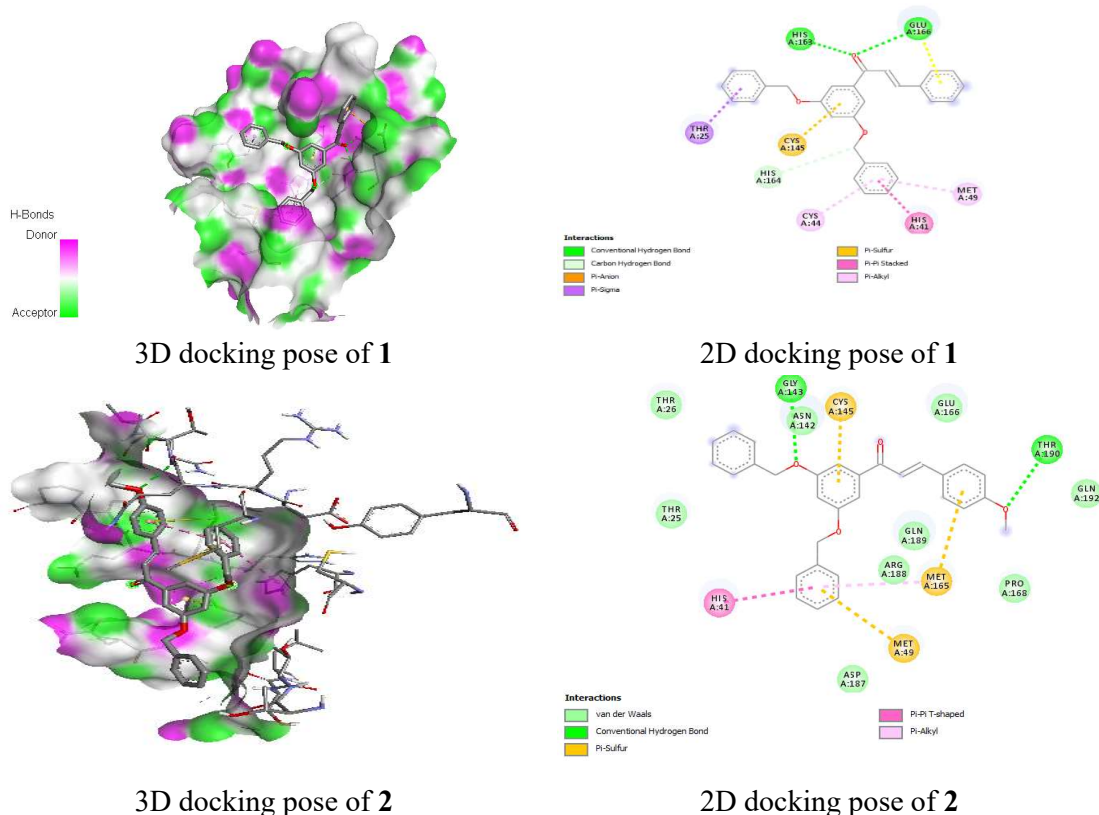 H-Bonds
Donor
Acceptor
HIS
A:163
GLU
A:166
THR
A:25
CYS
A:145
HIS
A:164
CYS
A:44
HIS
A:41
MET
A:49
O
O
O
Interactions
Conventional Hydrogen Bond
Carbon Hydrogen Bond
Pi-Anion
Pi-Sigma
Pi-Sulfur
Pi-Pi Stacked
Pi-Alkyl
3D docking pose of 1
2D docking pose of 1
THR
A:26
GLY
A:143
ASN
A:142
CYS
A:145
GLU
A:166
THR
A:190
GLN
A:192
THR
A:25
GLN
A:189
ARG
A:188
MET
A:165
PRO
A:168
HIS
A:41
MET
A:49
ASP
A:187
O
O
O
O
Interactions
van der Waals
Conventional Hydrogen Bond
Pi-Sulfur
Pi-Pi T-shaped
Pi-Alkyl
3D docking pose of 2
2D docking pose of 2